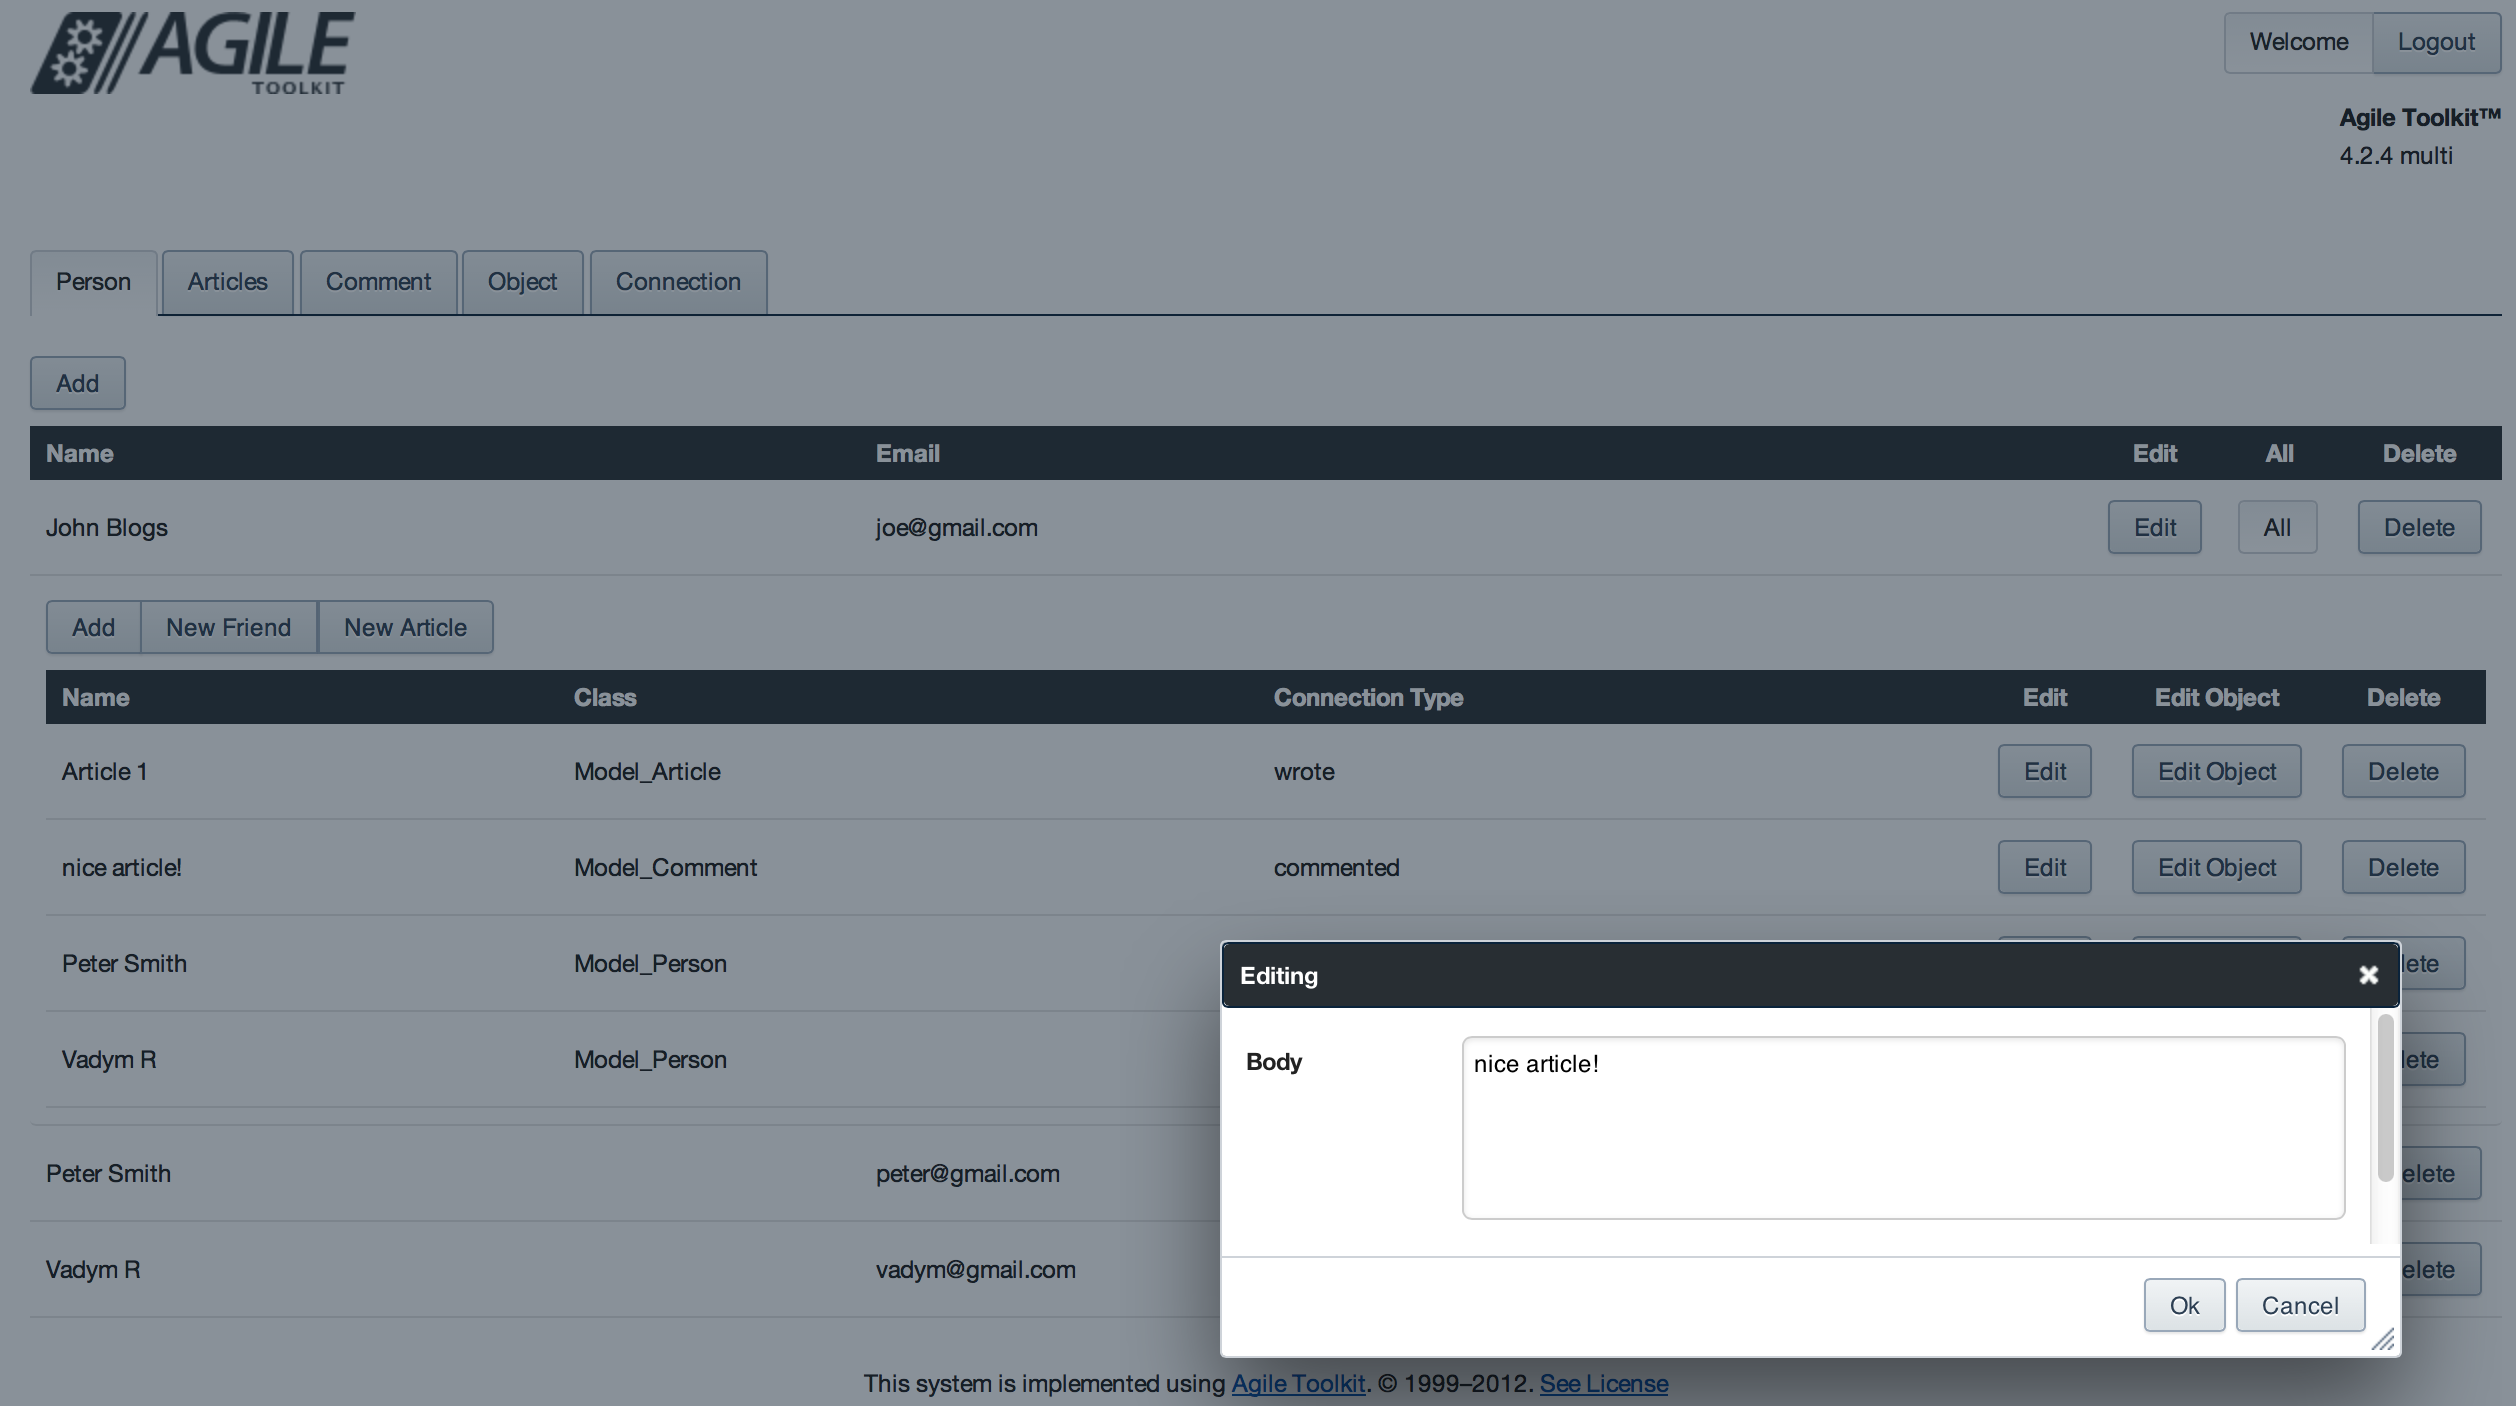 AGILE
TOOLKIT
Welcome Logout
Agile Toolkit™
4.2.4 multi
Person Articles Comment Object Connection
Add
Name Email Edit All Delete
John Blogs joe@gmail.com Edit All Delete
Add New Friend New Article
Name Class Connection Type Edit Edit Object Delete
Article 1 Model_Article wrote Edit Edit Object Delete
nice article! Model_Comment commented Edit Edit Object Delete
Peter Smith Model_Person lete
Vadym R Model_Person lete
Peter Smith peter@gmail.com elete
Vadym R vadym@gmail.com elete
Editing
Body nice article!
Ok Cancel
This system is implemented using Agile Toolkit. © 1999–2012. See License